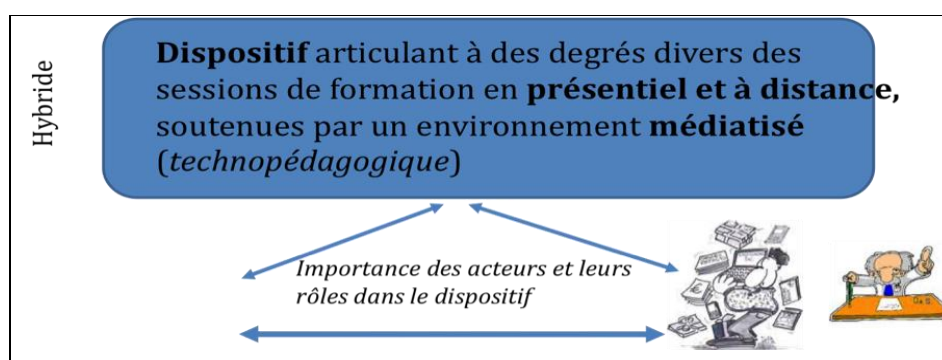 Hybride
Dispositif articulant à des degrés divers des
sessions de formation en présentiel et à distance,
soutenues par un environnement médiatisé
(technopédagogique)
Importance des acteurs et leurs
rôles dans le dispositif